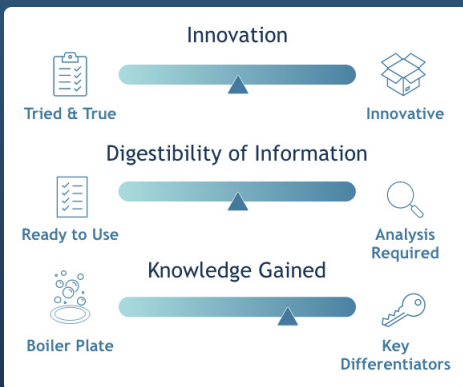 Innovation
Tried & True
Innovative
Digestibility of Information
Ready to Use
Analysis
Required
Knowledge Gained
Boiler Plate
Key
Differentiators